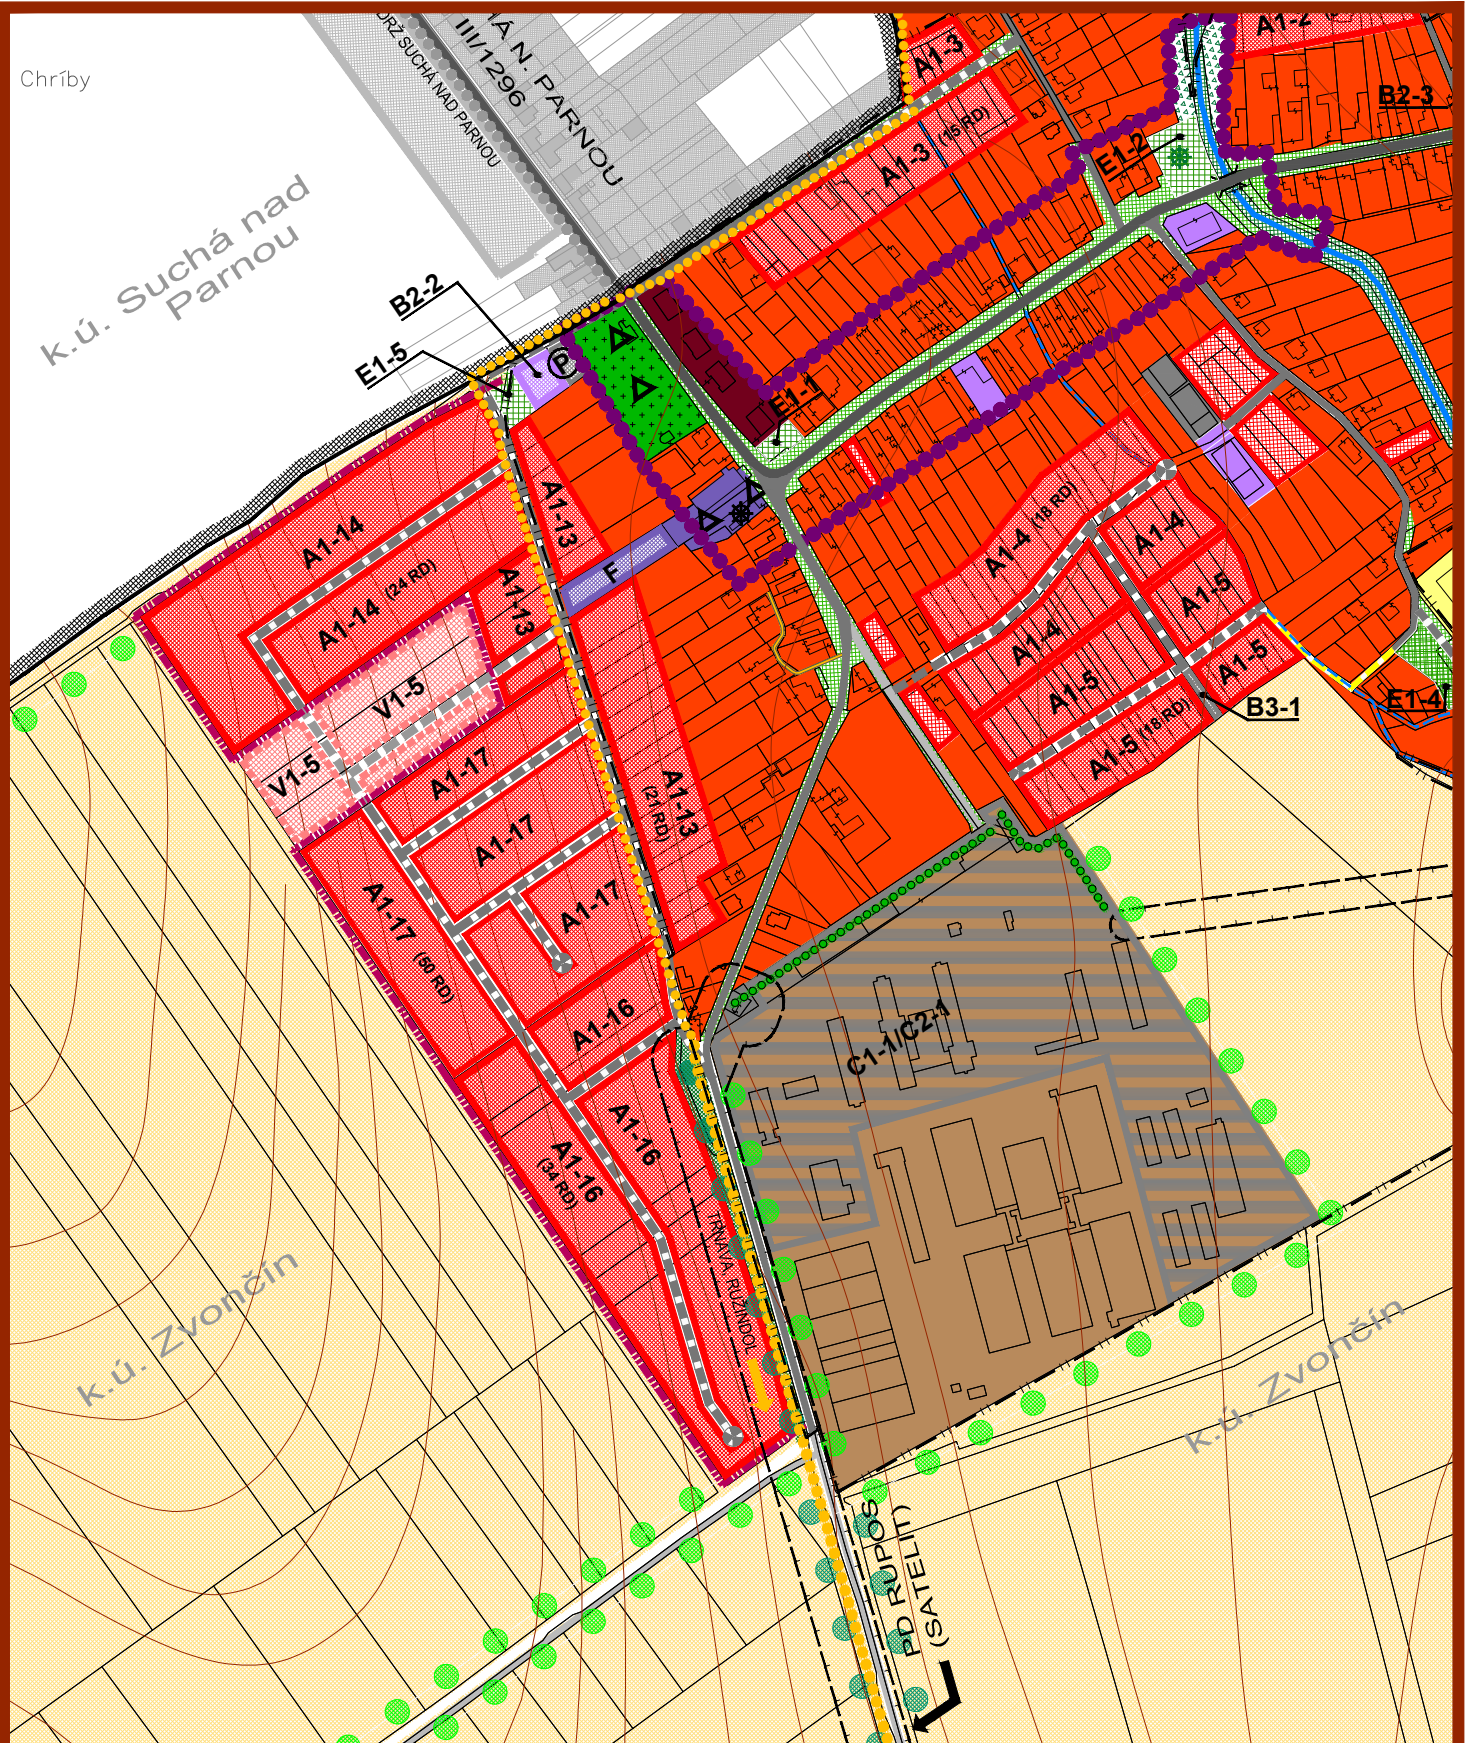 Chríby
DRŽ SUCHÁ NAD PARNOU
HÁ N. PARNOU
III/1296
A1-3
A1-2
B2-3
A1-3 (15 RD)
E1-2
k.ú. Suchá nad
Parnou
B2-2
E1-5
P
E1-1
A1-14
A1-14 (24 RD)
A1-13
A1-13
F
A1-4 (18 RD)
A1-4
A1-4
A1-5
A1-5
A1-5
A1-5 (18 RD)
B3-1
E1-4
V1-5
V1-5
A1-17
A1-13
(21 RD)
A1-17
A1-17
A1-17
(50 RD)
A1-16
C1-1/C2-1
A1-16
A1-16
(34 RD)
TRNAVA, RUŽINDOL
k.ú. Zvončín
k.ú. Zvončín
PD RUPOS
(SATELIT)